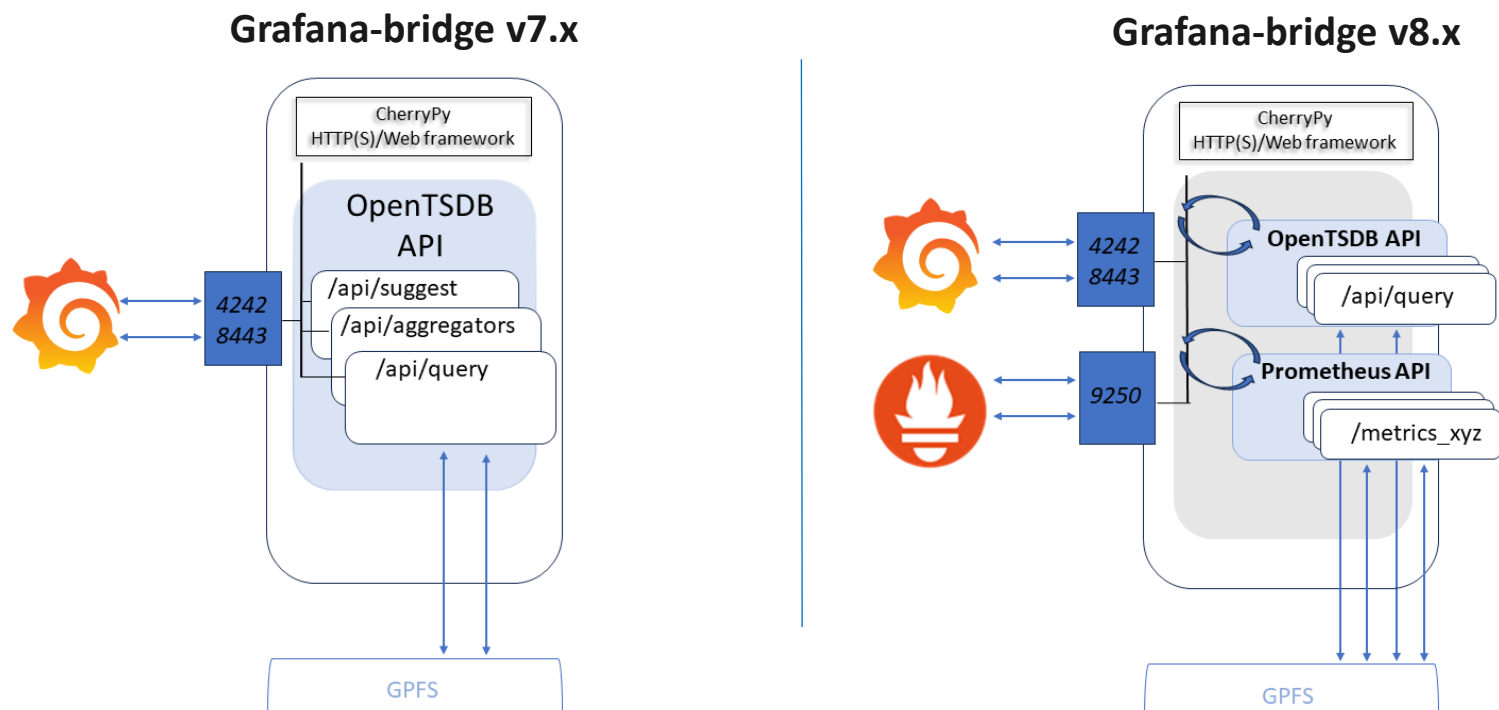 Grafana-bridge v7.x
CherryPy
HTTP(S)/Web framework
OpenTSDB
API
/api/suggest
/api/aggregators
/api/query
4242
8443
GPFS
Grafana-bridge v8.x
CherryPy
HTTP(S)/Web framework
4242
8443
OpenTSDB API
/api/query
9250
Prometheus API
/metrics_xyz
GPFS